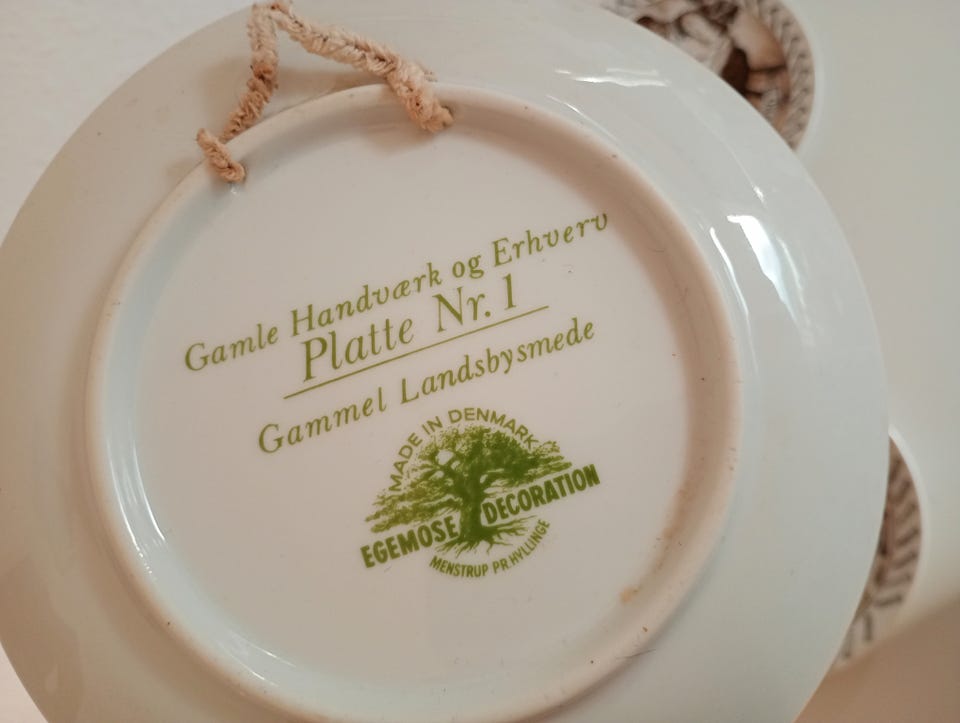 Gamle Handværk og Erhverv
Platte Nr. 1
Gammel Landsbysmede
MADE IN DENMARK
EGEMOSE DECORATION
MENSTRUP PR. HYLLINGE